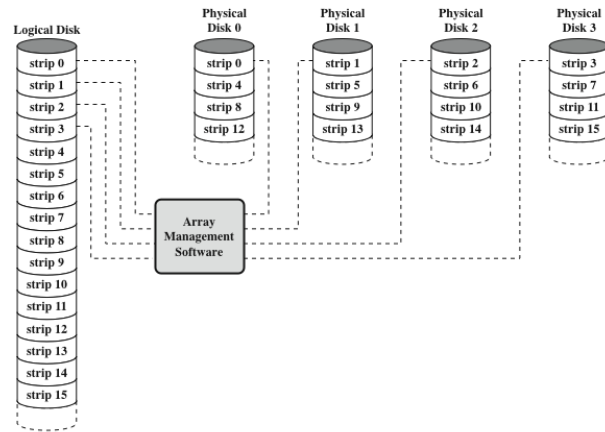 Logical Disk
strip 0
strip 1
strip 2
strip 3
strip 4
strip 5
strip 6
strip 7
strip 8
strip 9
strip 10
strip 11
strip 12
strip 13
strip 14
strip 15
Physical
Disk 0
strip 0
strip 4
strip 8
strip 12
Physical
Disk 1
strip 1
strip 5
strip 9
strip 13
Physical
Disk 2
strip 2
strip 6
strip 10
strip 14
Physical
Disk 3
strip 3
strip 7
strip 11
strip 15
Array
Management
Software